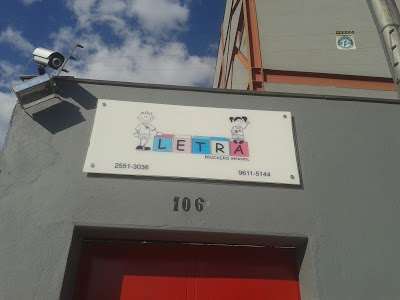 LETRA
EDUCAÇÃO INFANTIL
2551-3036
9611-5144
106